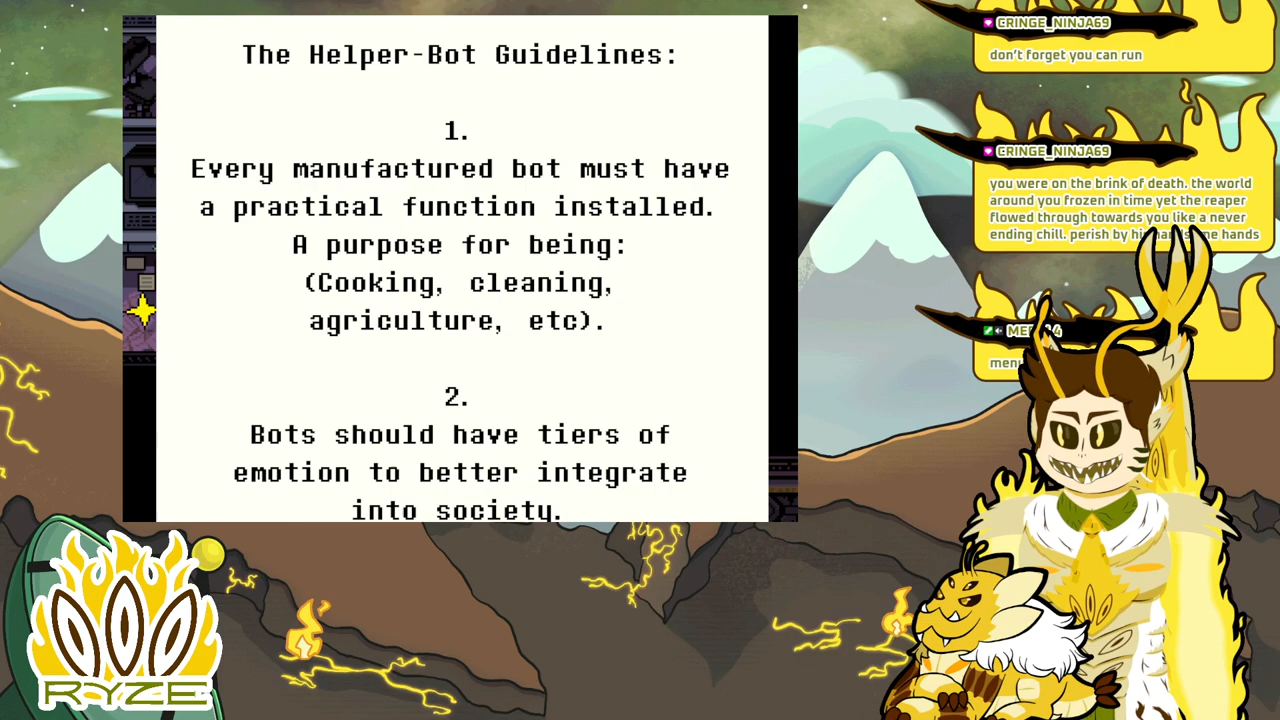 The Helper-Bot Guidelines:
1.
Every manufactured bot must have
a practical function installed.
A purpose for being:
(Cooking, cleaning,
agriculture, etc).
2.
Bots should have tiers of
emotion to better integrate
into society.
CRINGE_NINJA69
don't forget you can run
CRINGE_NINJA69
you were on the brink of death. the world
around you frozen in time yet the reaper
flowed through towards you like a never
ending chill. perish by hands
RYZE